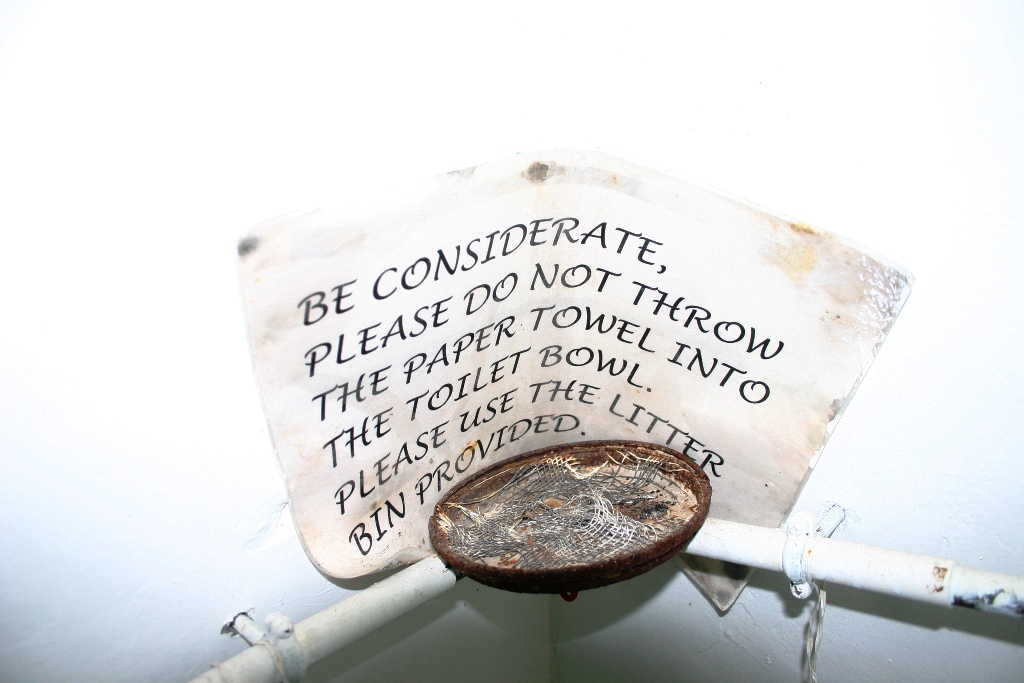 BE CONSIDERATE,
PLEASE DO NOT THROW
THE PAPER TOWEL INTO
THE TOILET BOWL.
PLEASE USE THE LITTER
BIN PROVIDED.